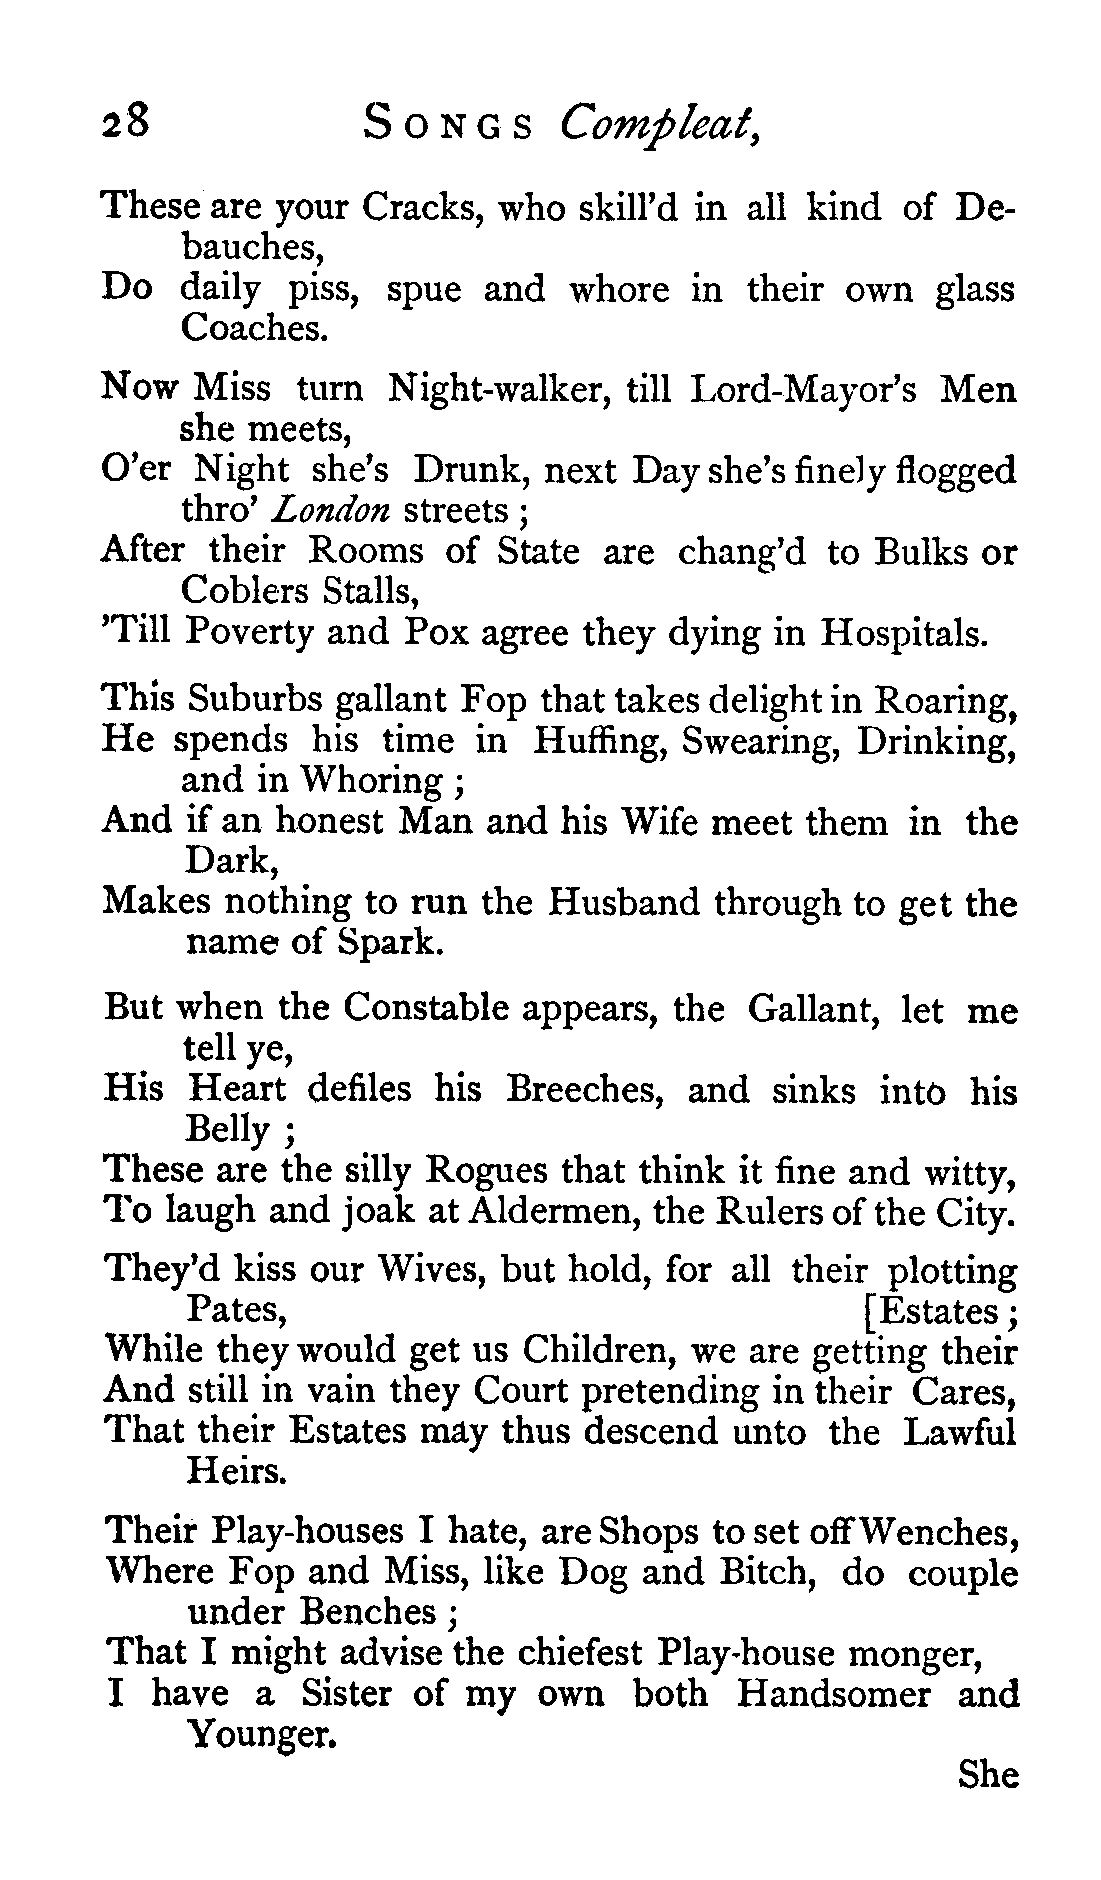 28 SONGS Compleat,
These are your Cracks, who skill'd in all kind of De-
bauches,
Do daily piss, spue and whore in their own glass
Coaches.
Now Miss turn Night-walker, till Lord-Mayor's Men
she meets,
O'er Night she's Drunk, next Day she's finely flogged
thro' London streets ;
After their Rooms of State are chang'd to Bulks or
Coblers Stalls,
'Till Poverty and Pox agree they dying in Hospitals.
This Suburbs gallant Fop that takes delight in Roaring,
He spends his time in Huffing, Swearing, Drinking,
and in Whoring ;
And if an honest Man and his Wife meet them in the
Dark,
Makes nothing to run the Husband through to get the
name of Spark.
But when the Constable appears, the Gallant, let me
tell ye,
His Heart defiles his Breeches, and sinks into his
Belly ;
These are the silly Rogues that think it fine and witty,
To laugh and joak at Aldermen, the Rulers of the City.
They'd kiss our Wives, but hold, for all their plotting
Pates, [Estates ;
While they would get us Children, we are getting their
And still in vain they Court pretending in their Cares,
That their Estates may thus descend unto the Lawful
Heirs.
Their Play-houses I hate, are Shops to set off Wenches,
Where Fop and Miss, like Dog and Bitch, do couple
under Benches ;
That I might advise the chiefest Play-house monger,
I have a Sister of my own both Handsomer and
Younger.
She